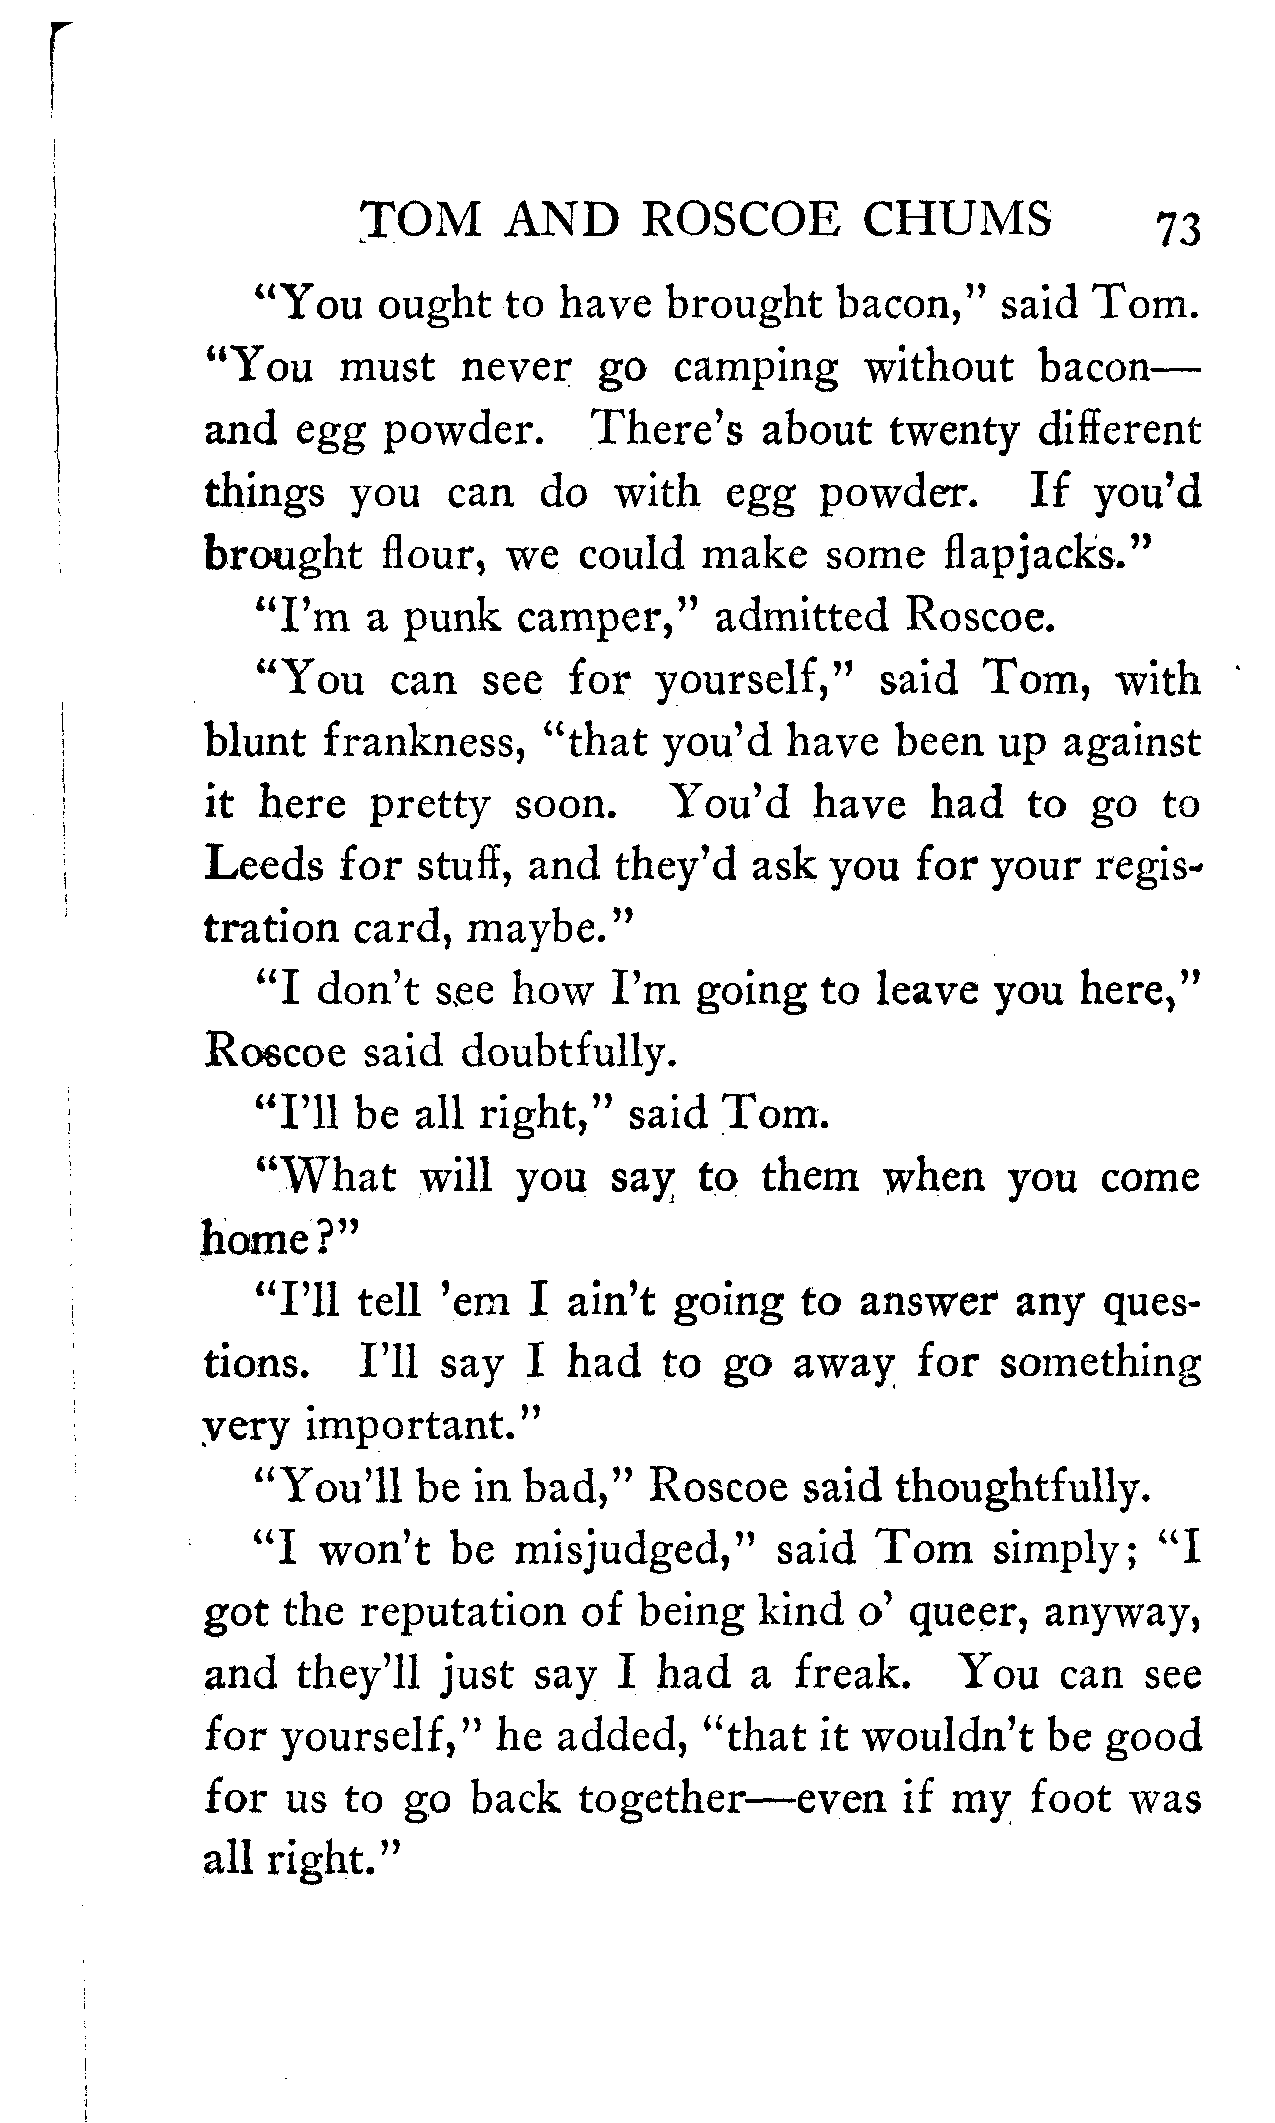 TOM AND ROSCOE CHUMS 73
"You ought to have brought bacon," said Tom.
"You must never go camping without bacon—
and egg powder. There's about twenty different
things you can do with egg powder. If you'd
brought flour, we could make some flapjacks."
"I'm a punk camper," admitted Roscoe.
"You can see for yourself," said Tom, with
blunt frankness, "that you'd have been up against
it here pretty soon. You'd have had to go to
Leeds for stuff, and they'd ask you for your regis-
tration card, maybe."
"I don't see how I'm going to leave you here,"
Roscoe said doubtfully.
"I'll be all right," said Tom.
"What will you say to them when you come
home?"
"I'll tell 'em I ain't going to answer any ques-
tions. I'll say I had to go away for something
very important."
"You'll be in bad," Roscoe said thoughtfully.
"I won't be misjudged," said Tom simply; "I
got the reputation of being kind o' queer, anyway,
and they'll just say I had a freak. You can see
for yourself," he added, "that it wouldn't be good
for us to go back together—even if my foot was
all right."